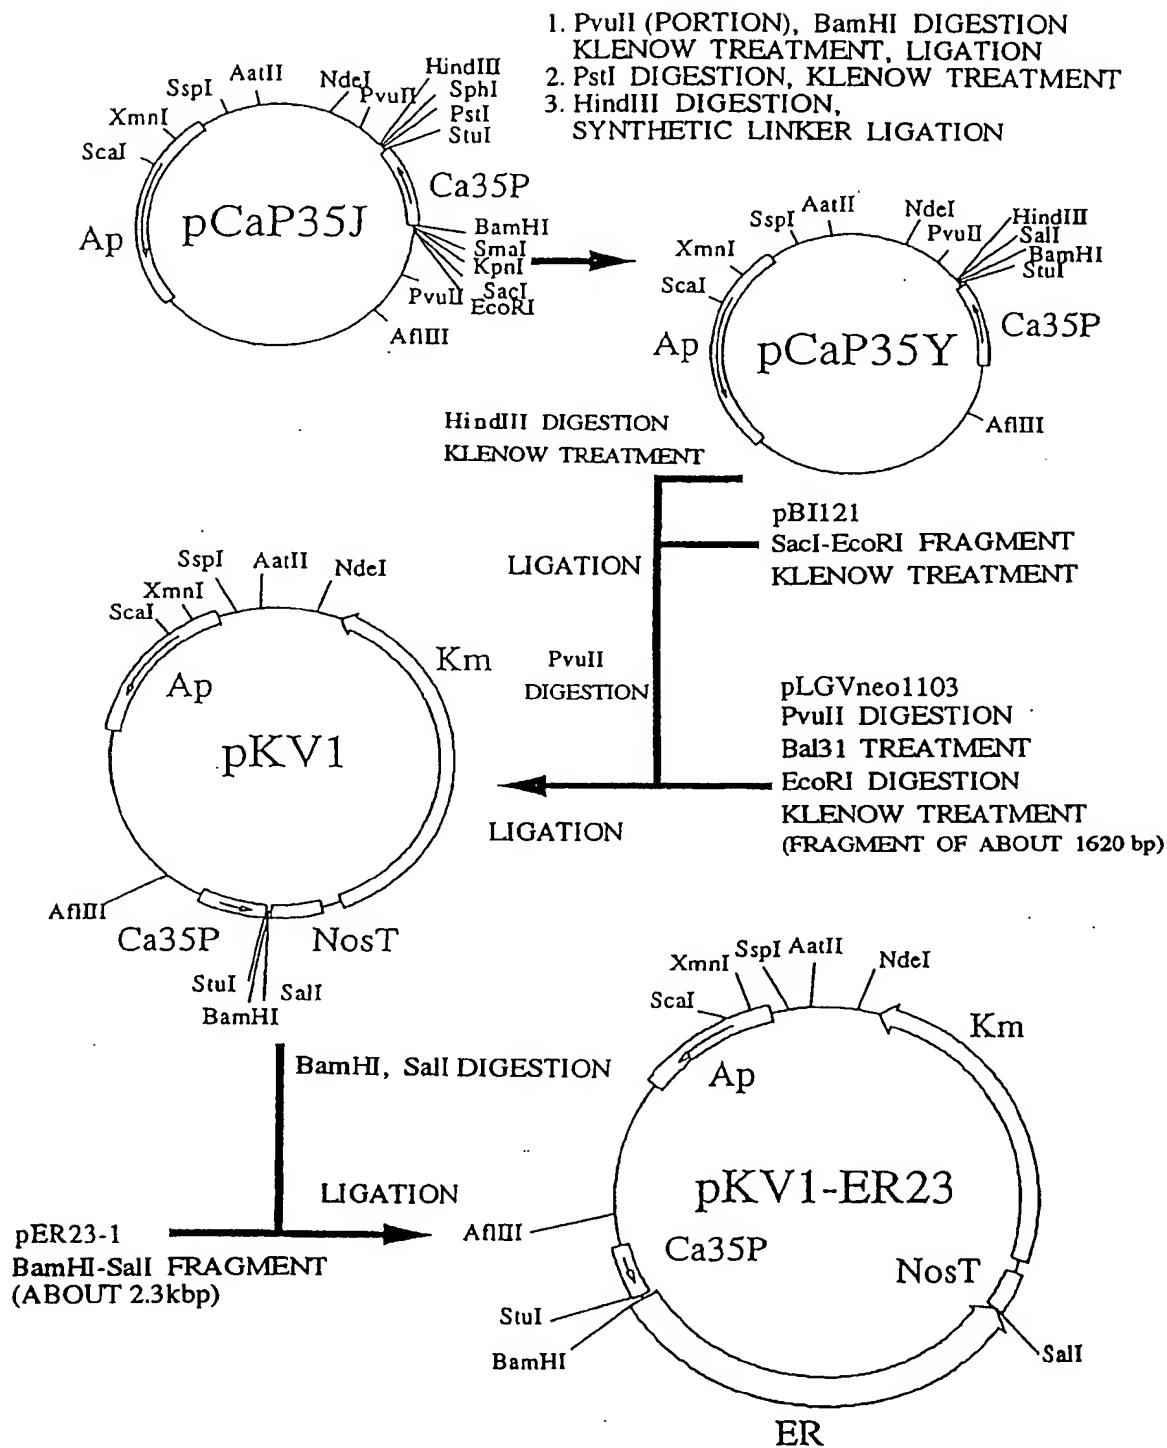 1. PvuII (PORTION), BamHI DIGESTION
KLENOW TREATMENT, LIGATION
2. PstI DIGESTION, KLENOW TREATMENT
3. HindIII DIGESTION,
SYNTHETIC LINKER LIGATION
ScaI
XmnI
SspI
AatII
NdeI
PvuII
HindIII
SphI
PstI
StuI
Ca35P
pCaP35J
Ap
BamHI
SmaI
KpnI
SacI
EcoRI
PvuII
AflIII
ScaI
XmnI
SspI
AatII
NdeI
PvuII
HindIII
SalI
BamHI
StuI
Ca35P
pCaP35Y
Ap
AflIII
HindIII DIGESTION
KLENOW TREATMENT
pBI121
SacI-EcoRI FRAGMENT
KLENOW TREATMENT
LIGATION
PvuII
DIGESTION
pLGVneo1103
PvuII DIGESTION
Bal31 TREATMENT
EcoRI DIGESTION
KLENOW TREATMENT
(FRAGMENT OF ABOUT 1620 bp)
LIGATION
ScaI
XmnI
SspI
AatII
NdeI
Km
Ap
pKV1
AflIII
Ca35P
NosT
StuI
SalI
BamHI
BamHI, SalI DIGESTION
LIGATION
pER23-1
BamHI-SalI FRAGMENT
(ABOUT 2.3kbp)
ScaI
XmnI
SspI
AatII
NdeI
Km
Ap
pKV1-ER23
AflIII
Ca35P
NosT
StuI
BamHI
SalI
ER